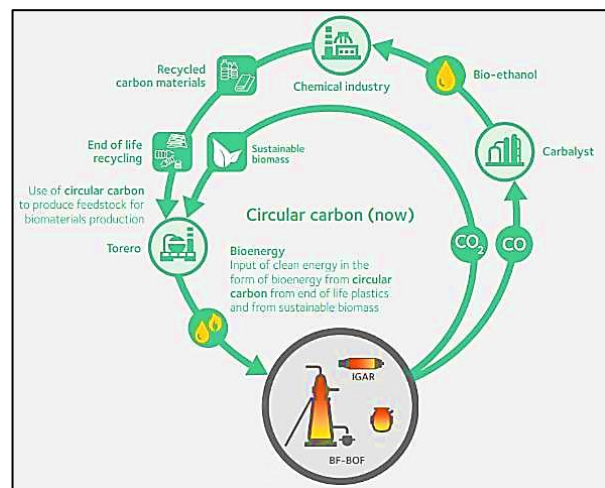 Recycled
carbon materials
Chemical industry
Bio-ethanol
End of life
recycling
Sustainable
biomass
Carbalyst
Use of circular carbon
to produce feedstock for
biomaterials production
Circular carbon (now)
Torero
CO₂
CO
Bioenergy
Input of clean energy in the
form of bioenergy from circular
carbon from end of life plastics
and from sustainable biomass
IGAR
BF-BOF